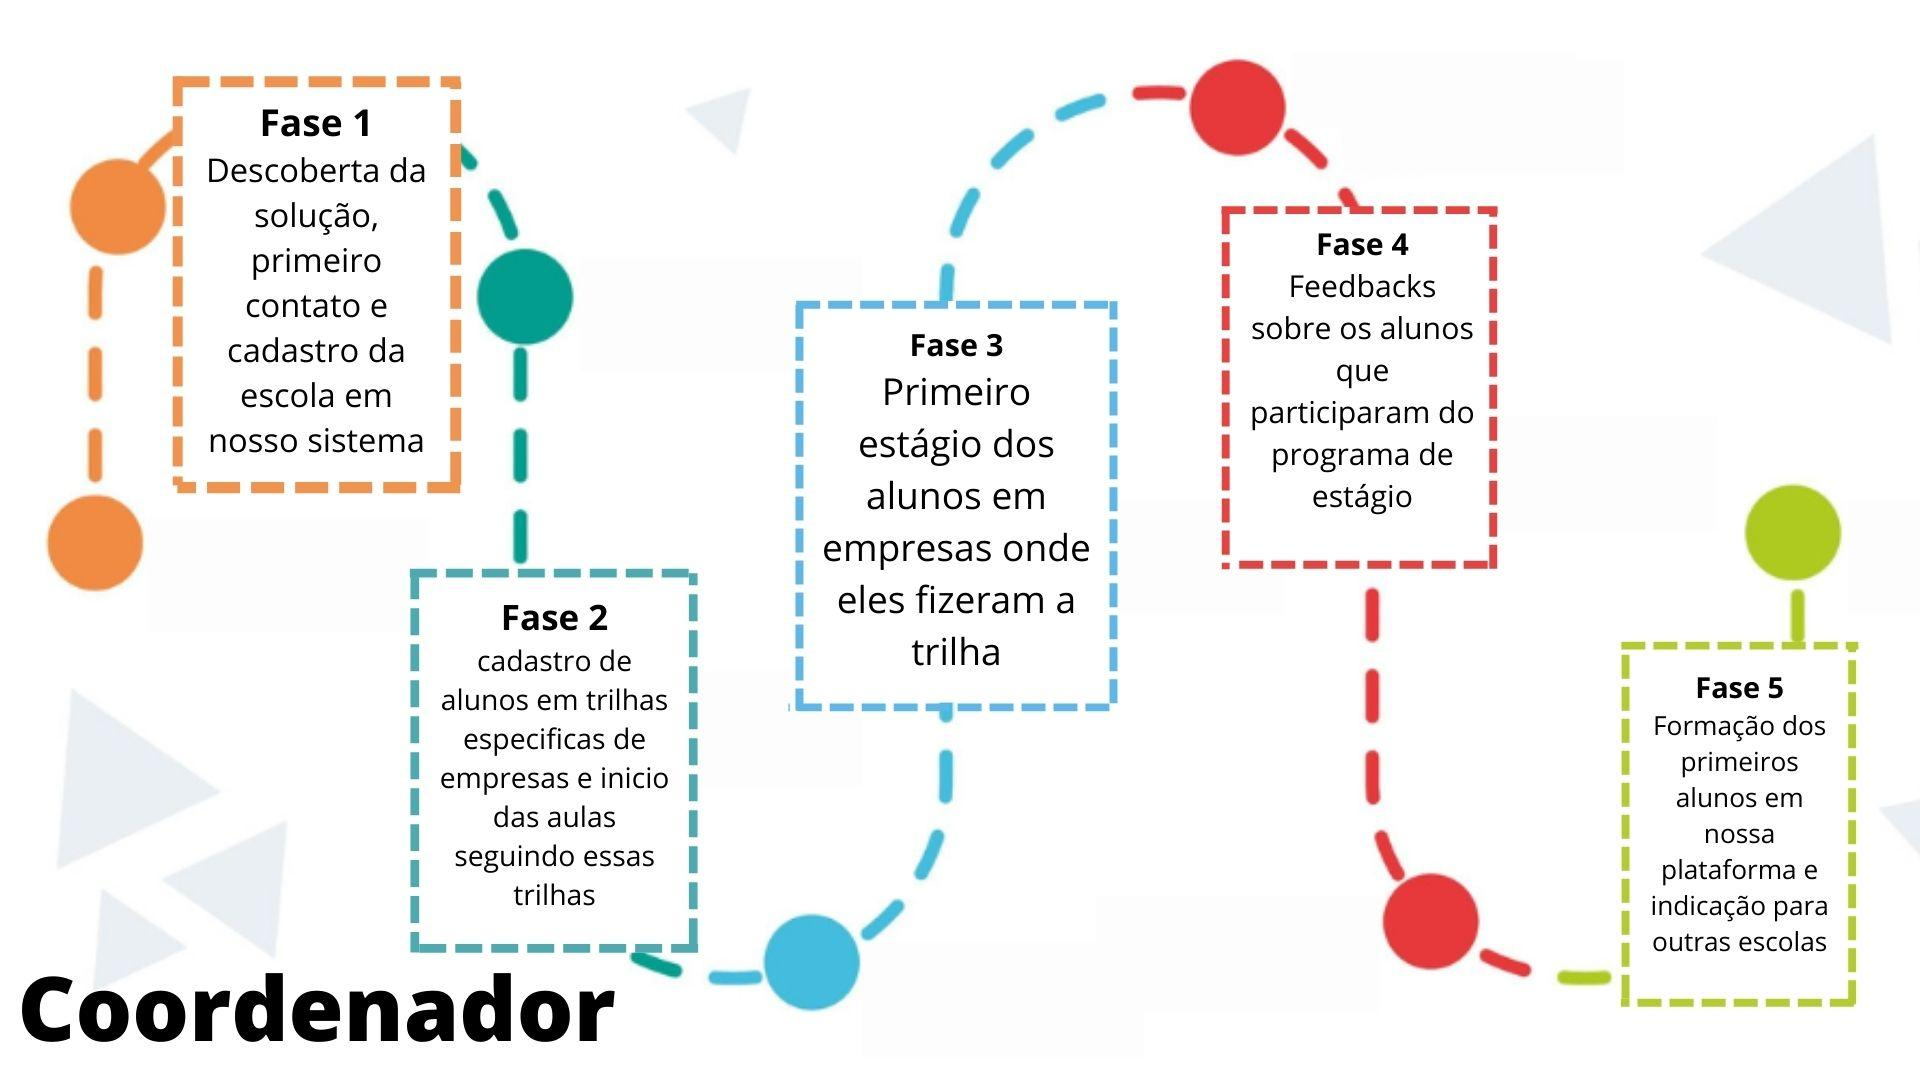 Fase 1
Descoberta da
solução,
primeiro
contato e
cadastro da
escola em
nosso sistema
Fase 2
cadastro de
alunos em trilhas
especificas de
empresas e inicio
das aulas
seguindo essas
trilhas
Fase 3
Primeiro
estágio dos
alunos em
empresas onde
eles fizeram a
trilha
Fase 4
Feedbacks
sobre os alunos
que
participaram do
programa de
estágio
Fase 5
Formação dos
primeiros
alunos em
nossa
plataforma e
indicação para
outras escolas
Coordenador